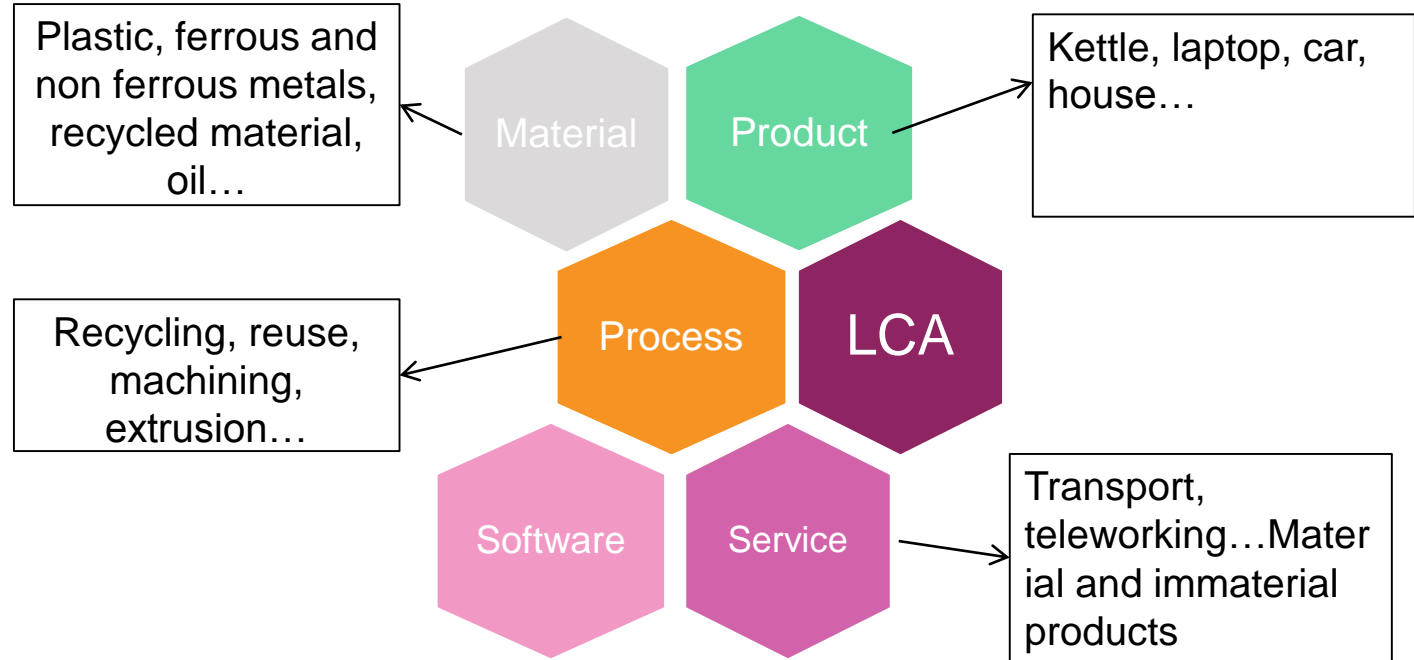 Plastic, ferrous and
non ferrous metals,
recycled material,
oil…
Material
Product
Kettle, laptop, car,
house…
Recycling, reuse,
machining,
extrusion…
Process
LCA
Software
Service
Transport,
teleworking…Mater
ial and immaterial
products